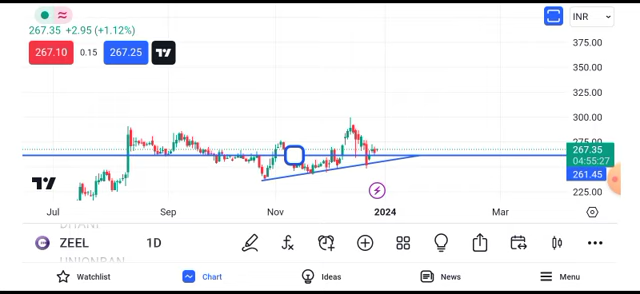 INR
267.35 +2.95 (+1.12%)
267.10 0.15 267.25
375.00
350.00
325.00
300.00
275.00
267.35
04:55:27
261.45
225.00
Jul Sep Nov 2024 Mar
ZEEL 1D
UNIONBAN
Watchlist Chart Ideas News Menu